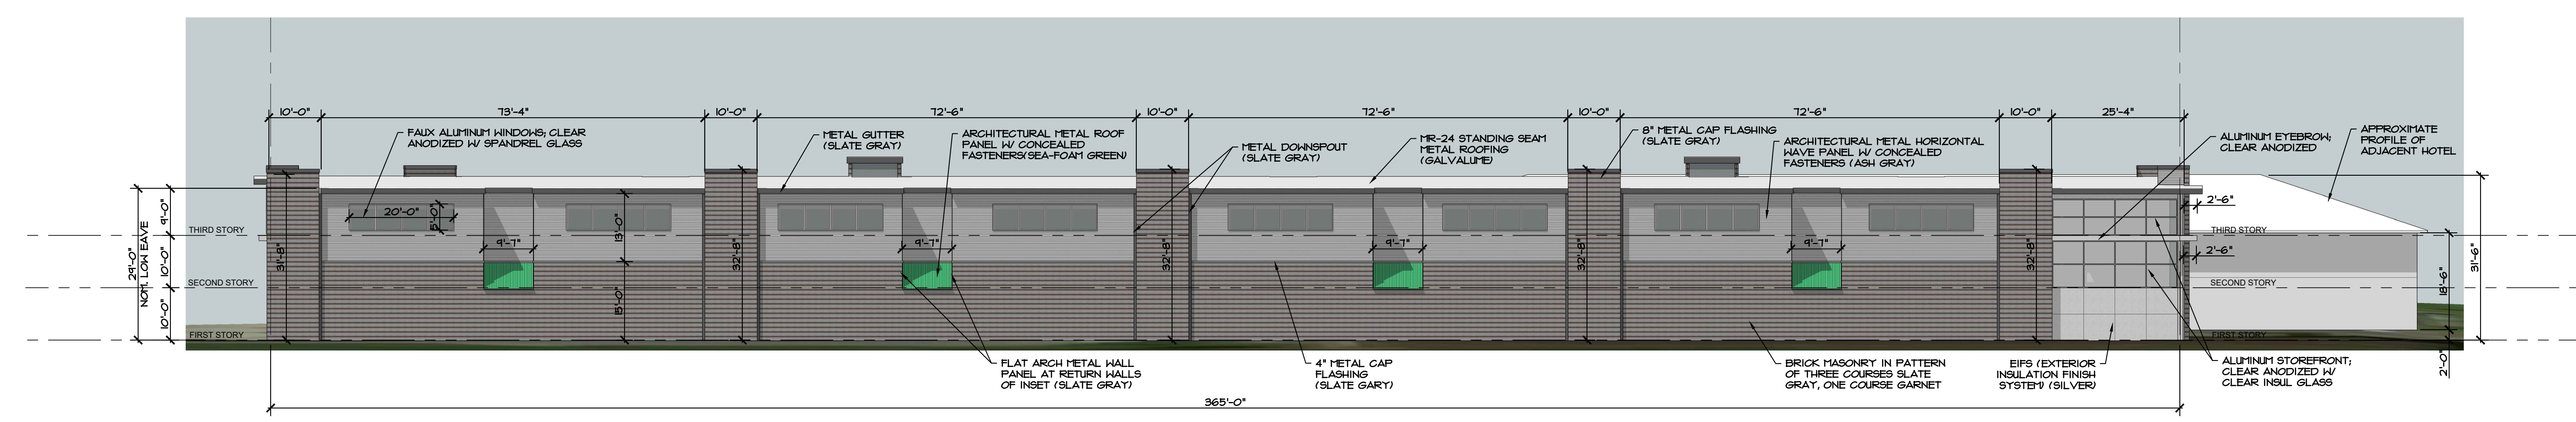 10'-0"
73'-4"
10'-0"
72'-6"
10'-0"
72'-6"
10'-0"
72'-6"
10'-0"
25'-4"
FAUX ALUMINUM WINDOWS; CLEAR
ANODIZED W/ SPANDREL GLASS
METAL GUTTER
(SLATE GRAY)
ARCHITECTURAL METAL ROOF
PANEL W/ CONCEALED
FASTENERS(SEA-FOAM GREEN)
METAL DOWNSPOUT
(SLATE GRAY)
MR-24 STANDING SEAM
METAL ROOFING
(GALVALUME)
8" METAL CAP FLASHING
(SLATE GRAY)
ARCHITECTURAL METAL HORIZONTAL
WAVE PANEL W/ CONCEALED
FASTENERS (ASH GRAY)
ALUMINUM EYEBROW;
CLEAR ANODIZED
APPROXIMATE
PROFILE OF
ADJACENT HOTEL
29'-0"
NOM. LOW EAVE
9'-0"
10'-0"
10'-0"
THIRD STORY
SECOND STORY
FIRST STORY
31'-8"
20'-0"
5'-0"
9'-7"
13'-0"
15'-0"
32'-8"
9'-7"
32'-8"
9'-7"
32'-8"
9'-7"
32'-8"
2'-6"
2'-6"
THIRD STORY
SECOND STORY
FIRST STORY
18'-6"
31'-6"
2'-0"
FLAT ARCH METAL WALL
PANEL AT RETURN WALLS
OF INSET (SLATE GRAY)
4" METAL CAP
FLASHING
(SLATE GARY)
BRICK MASONRY IN PATTERN
OF THREE COURSES SLATE
GRAY, ONE COURSE GARNET
EIFS (EXTERIOR
INSULATION FINISH
SYSTEM) (SILVER)
ALUMINUM STOREFRONT;
CLEAR ANODIZED W/
CLEAR INSUL GLASS
365'-0"